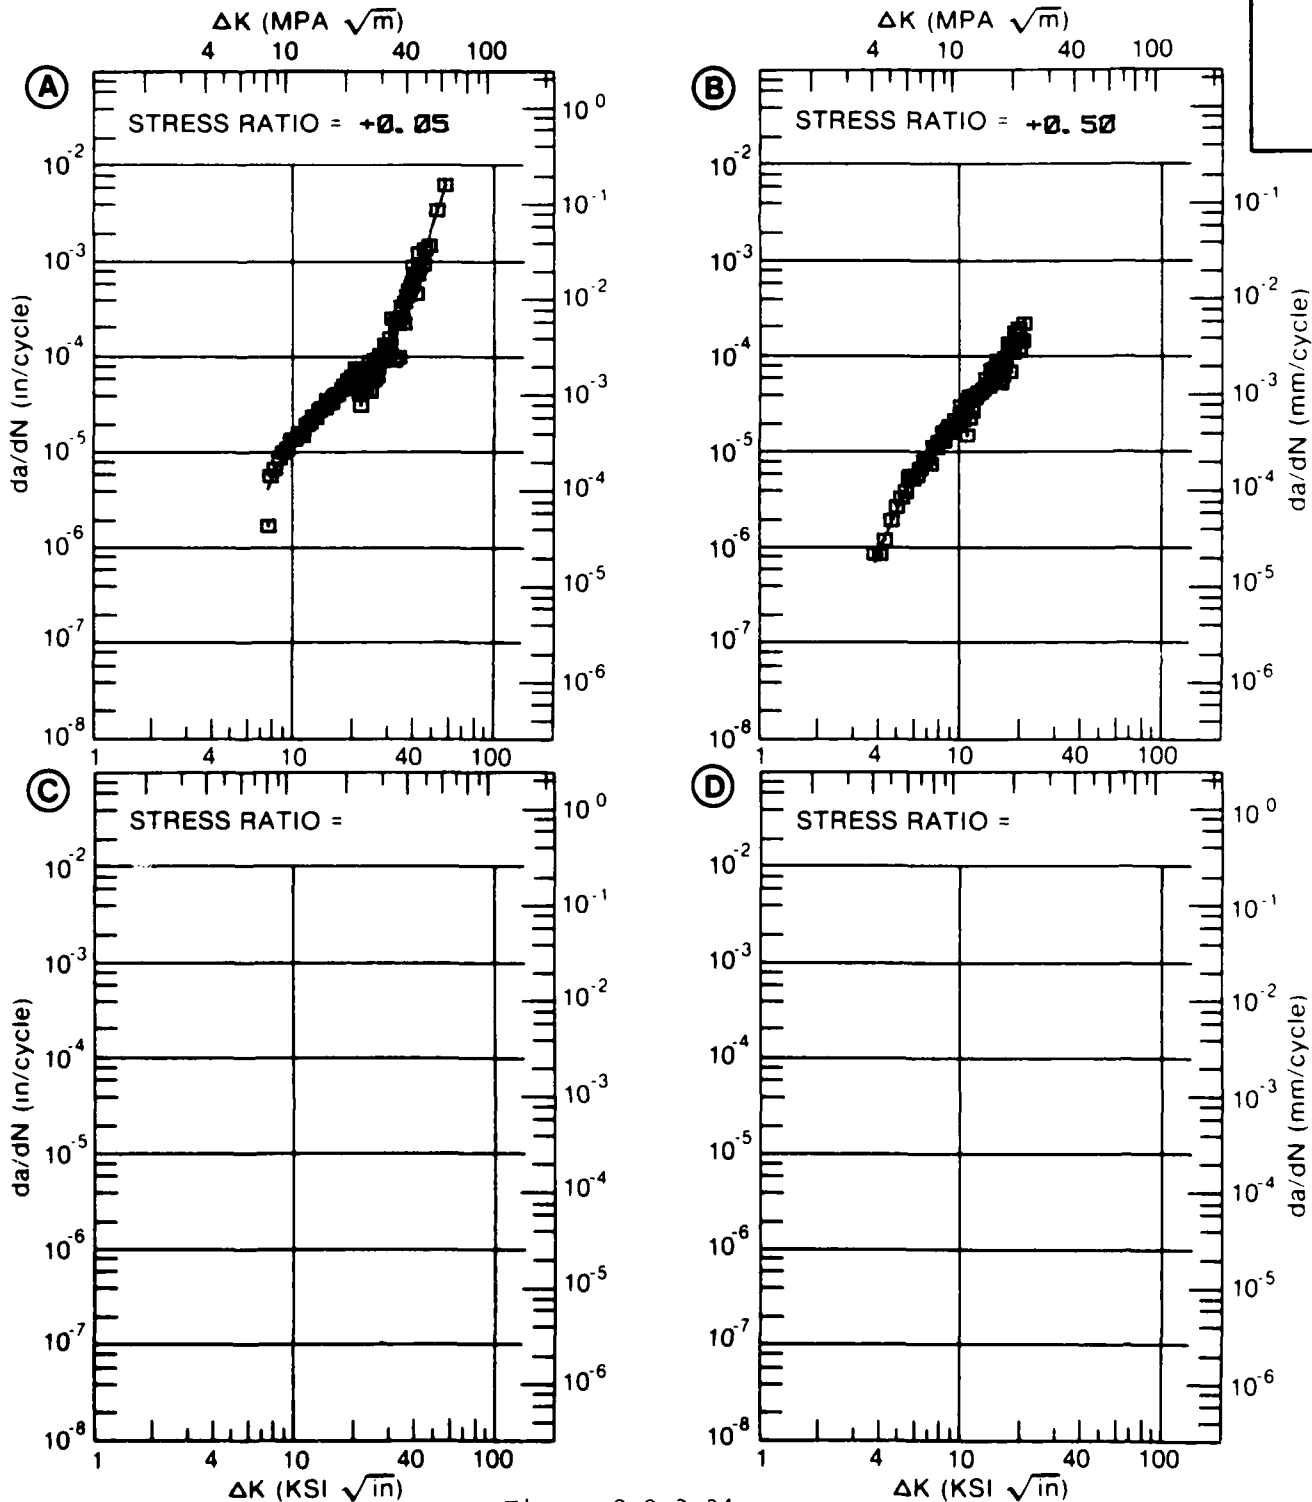 ΔK (MPA √m) ΔK (MPA √m)
4 10 40 100 4 10 40 100
A B
STRESS RATIO = +0.05 STRESS RATIO = +0.50
10^0
10^-2 10^-2
10^-1 10^-1
10^-3 10^-3
10^-2 10^-2
10^-4 10^-4
10^-3 10^-3
10^-5 10^-5
10^-4 10^-4
10^-6 10^-6
10^-5 10^-5
10^-7 10^-7
10^-6 10^-6
10^-8 10^-8
da/dN (in/cycle) da/dN (mm/cycle)
1 4 10 40 100 1 4 10 40 100
C D
STRESS RATIO = STRESS RATIO =
10^0 10^0
10^-2 10^-2
10^-1 10^-1
10^-3 10^-3
10^-2 10^-2
10^-4 10^-4
10^-3 10^-3
10^-5 10^-5
10^-4 10^-4
10^-6 10^-6
10^-5 10^-5
10^-7 10^-7
10^-6 10^-6
10^-8 10^-8
da/dN (in/cycle) da/dN (mm/cycle)
1 4 10 40 100 1 4 10 40 100
ΔK (KSI √in) ΔK (KSI √in)